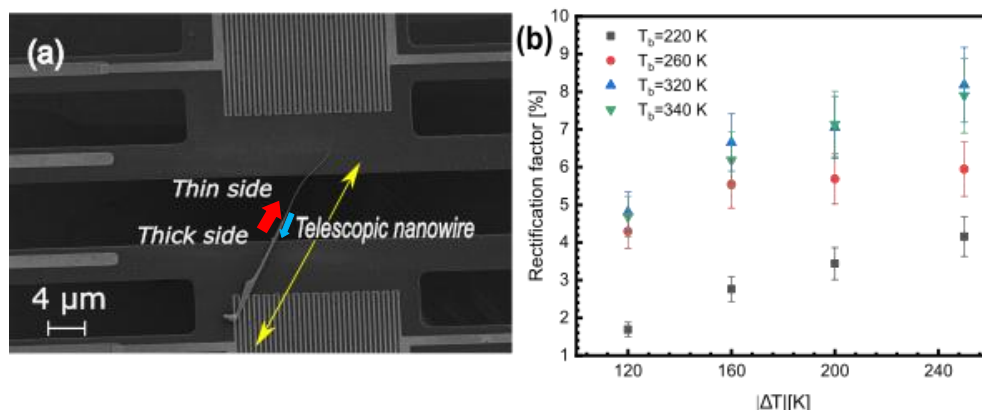 (a)
Thin side
Thick side
Telescopic nanowire
4 μm
(b)
T_b=220 K
T_b=260 K
T_b=320 K
T_b=340 K
Rectification factor [%]
10
9
8
7
6
5
4
3
2
1
120 160 200 240
|ΔT|[K]